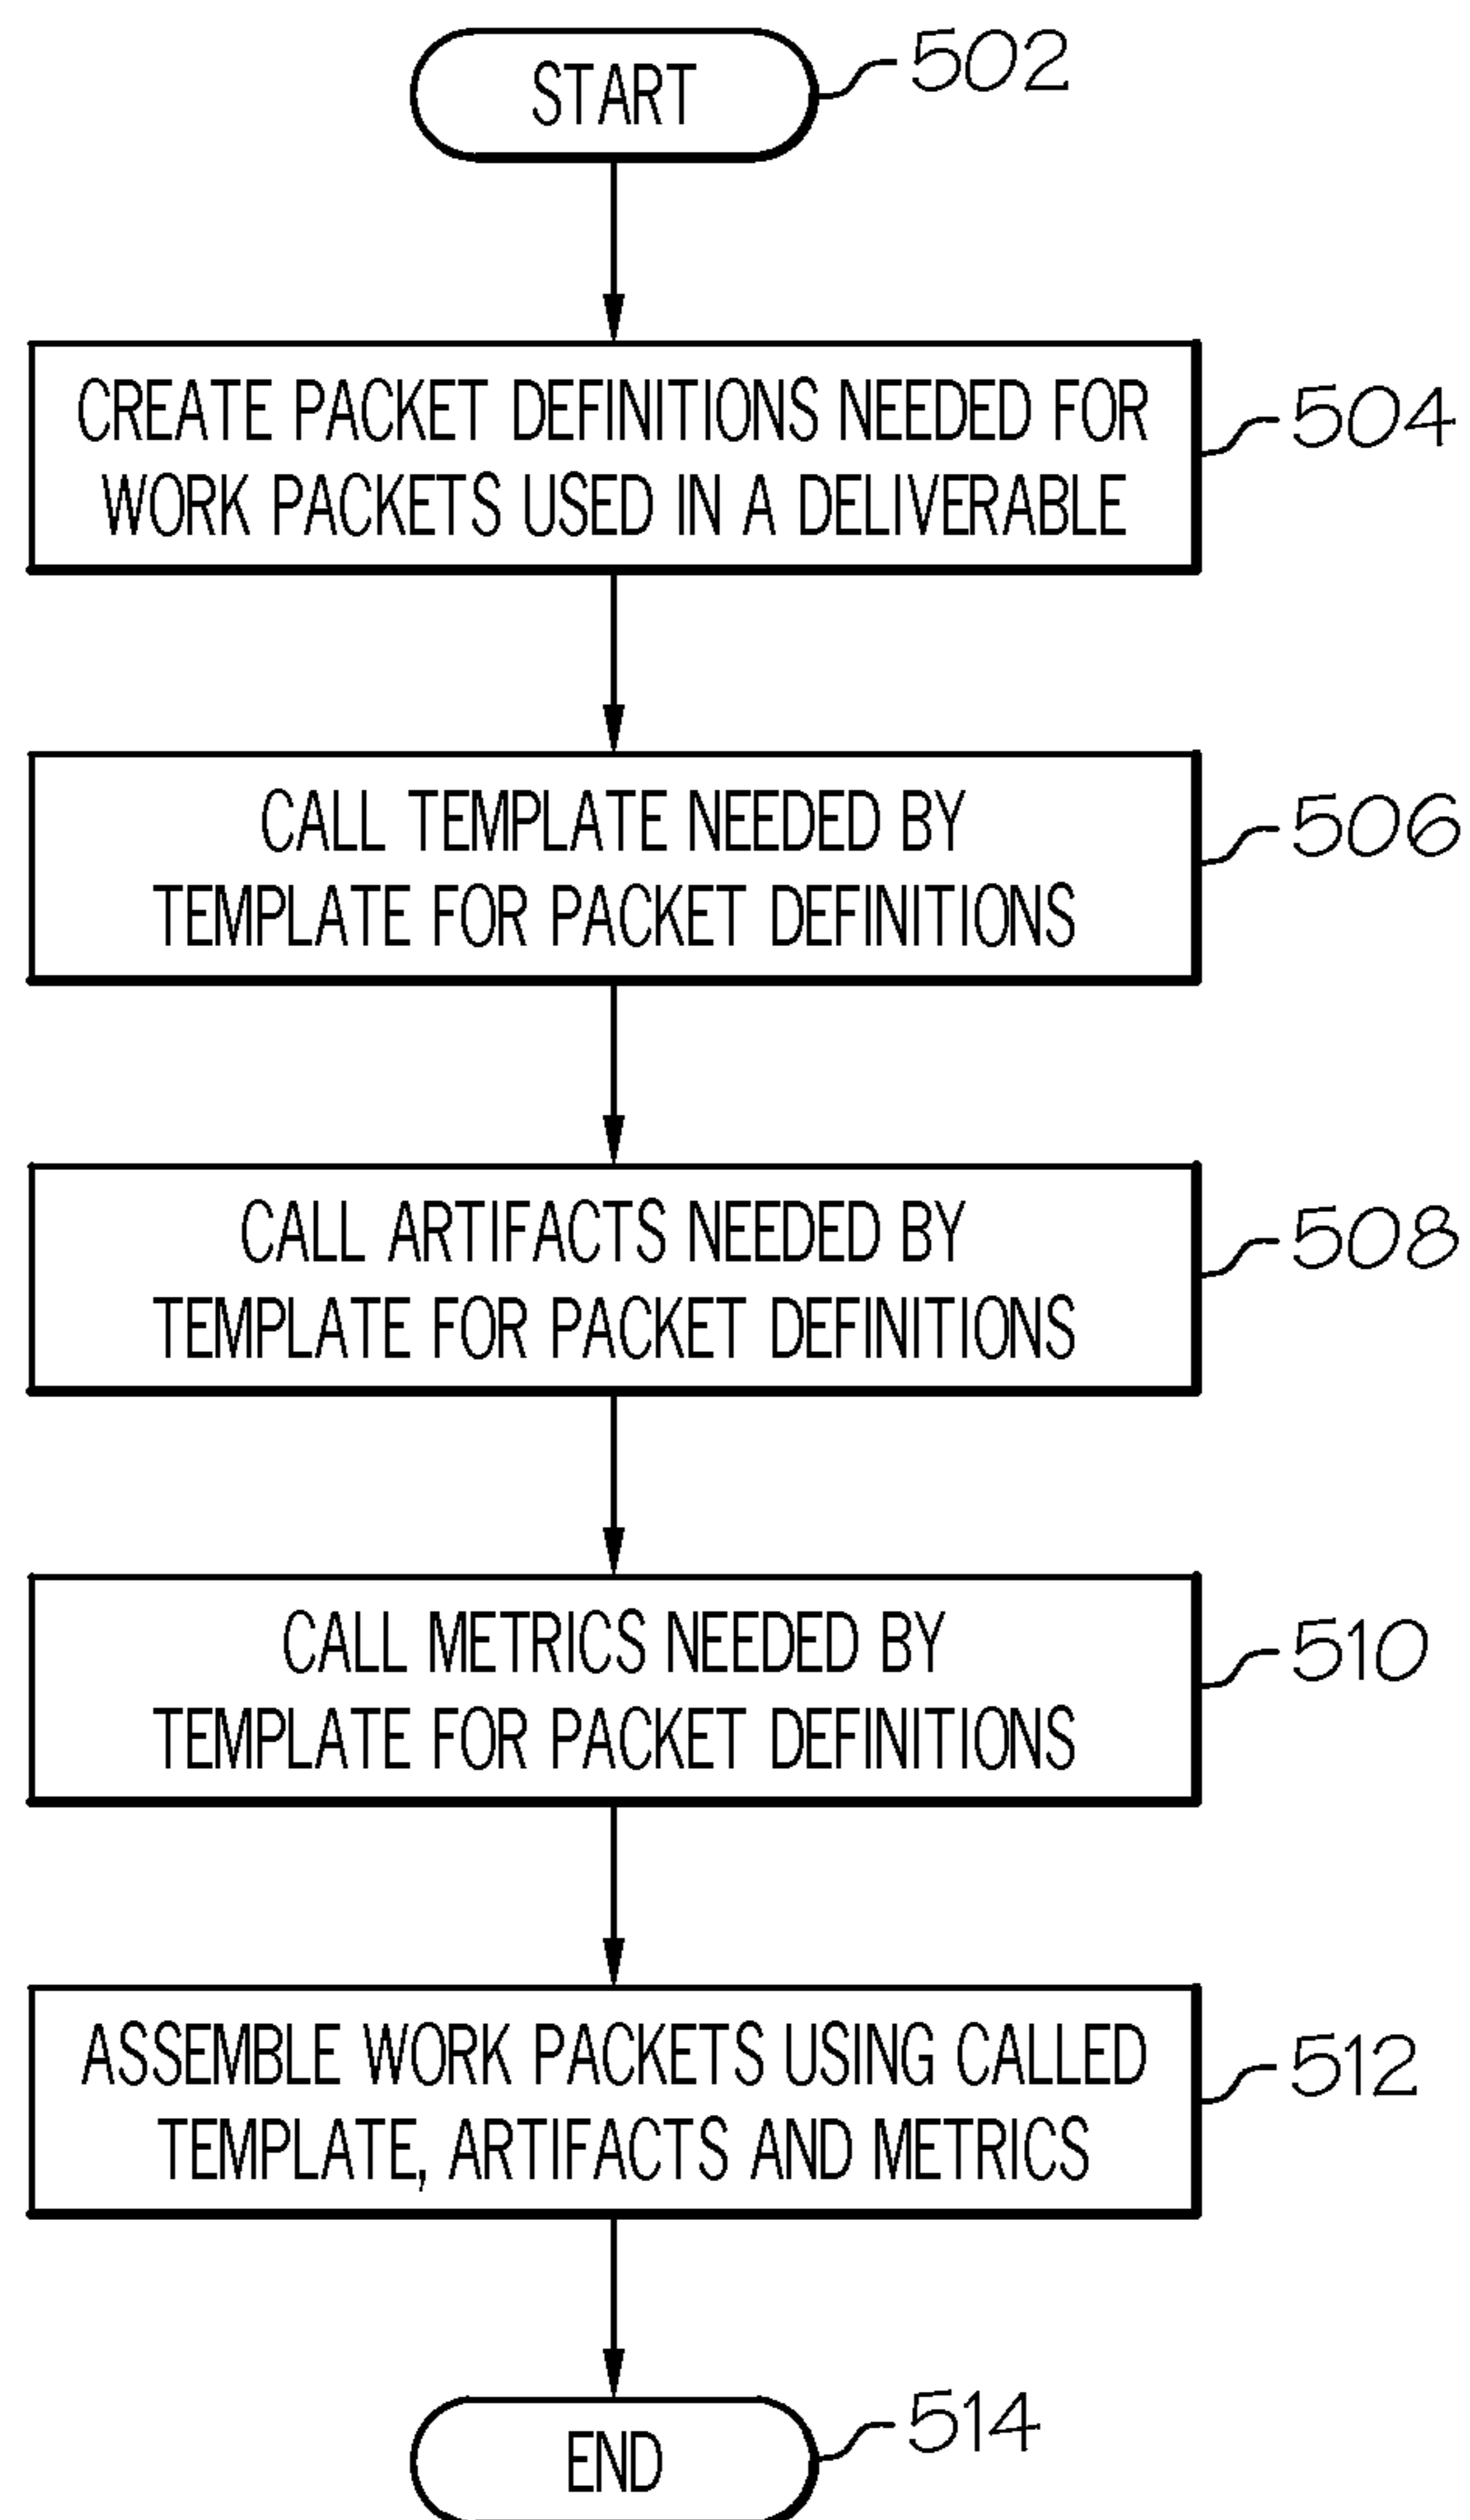 START
502
CREATE PACKET DEFINITIONS NEEDED FOR
WORK PACKETS USED IN A DELIVERABLE
504
CALL TEMPLATE NEEDED BY
TEMPLATE FOR PACKET DEFINITIONS
506
CALL ARTIFACTS NEEDED BY
TEMPLATE FOR PACKET DEFINITIONS
508
CALL METRICS NEEDED BY
TEMPLATE FOR PACKET DEFINITIONS
510
ASSEMBLE WORK PACKETS USING CALLED
TEMPLATE, ARTIFACTS AND METRICS
512
END
514